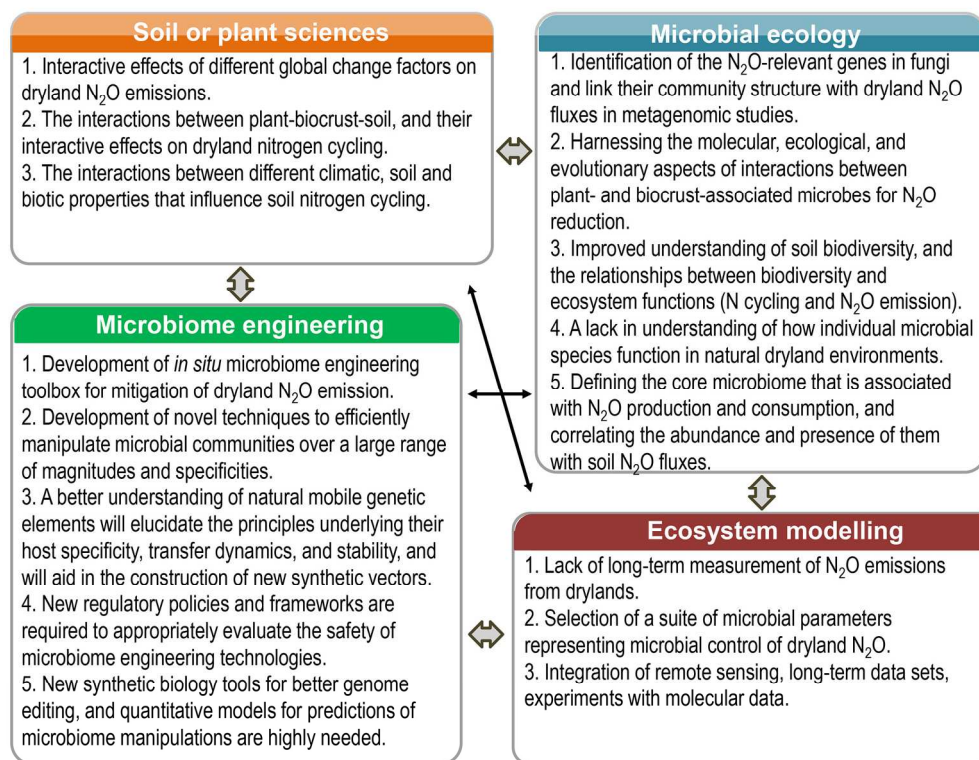 Soil or plant sciences
1. Interactive effects of different global change factors on
dryland N₂O emissions.
2. The interactions between plant-biocrust-soil, and their
interactive effects on dryland nitrogen cycling.
3. The interactions between different climatic, soil and
biotic properties that influence soil nitrogen cycling.
Microbial ecology
1. Identification of the N₂O-relevant genes in fungi
and link their community structure with dryland N₂O
fluxes in metagenomic studies.
2. Harnessing the molecular, ecological, and
evolutionary aspects of interactions between
plant- and biocrust-associated microbes for N₂O
reduction.
3. Improved understanding of soil biodiversity, and
the relationships between biodiversity and
ecosystem functions (N cycling and N₂O emission).
4. A lack in understanding of how individual microbial
species function in natural dryland environments.
5. Defining the core microbiome that is associated
with N₂O production and consumption, and
correlating the abundance and presence of them
with soil N₂O fluxes.
Microbiome engineering
1. Development of in situ microbiome engineering
toolbox for mitigation of dryland N₂O emission.
2. Development of novel techniques to efficiently
manipulate microbial communities over a large range
of magnitudes and specificities.
3. A better understanding of natural mobile genetic
elements will elucidate the principles underlying their
host specificity, transfer dynamics, and stability, and
will aid in the construction of new synthetic vectors.
4. New regulatory policies and frameworks are
required to appropriately evaluate the safety of
microbiome engineering technologies.
5. New synthetic biology tools for better genome
editing, and quantitative models for predictions of
microbiome manipulations are highly needed.
Ecosystem modelling
1. Lack of long-term measurement of N₂O emissions
from drylands.
2. Selection of a suite of microbial parameters
representing microbial control of dryland N₂O.
3. Integration of remote sensing, long-term data sets,
experiments with molecular data.